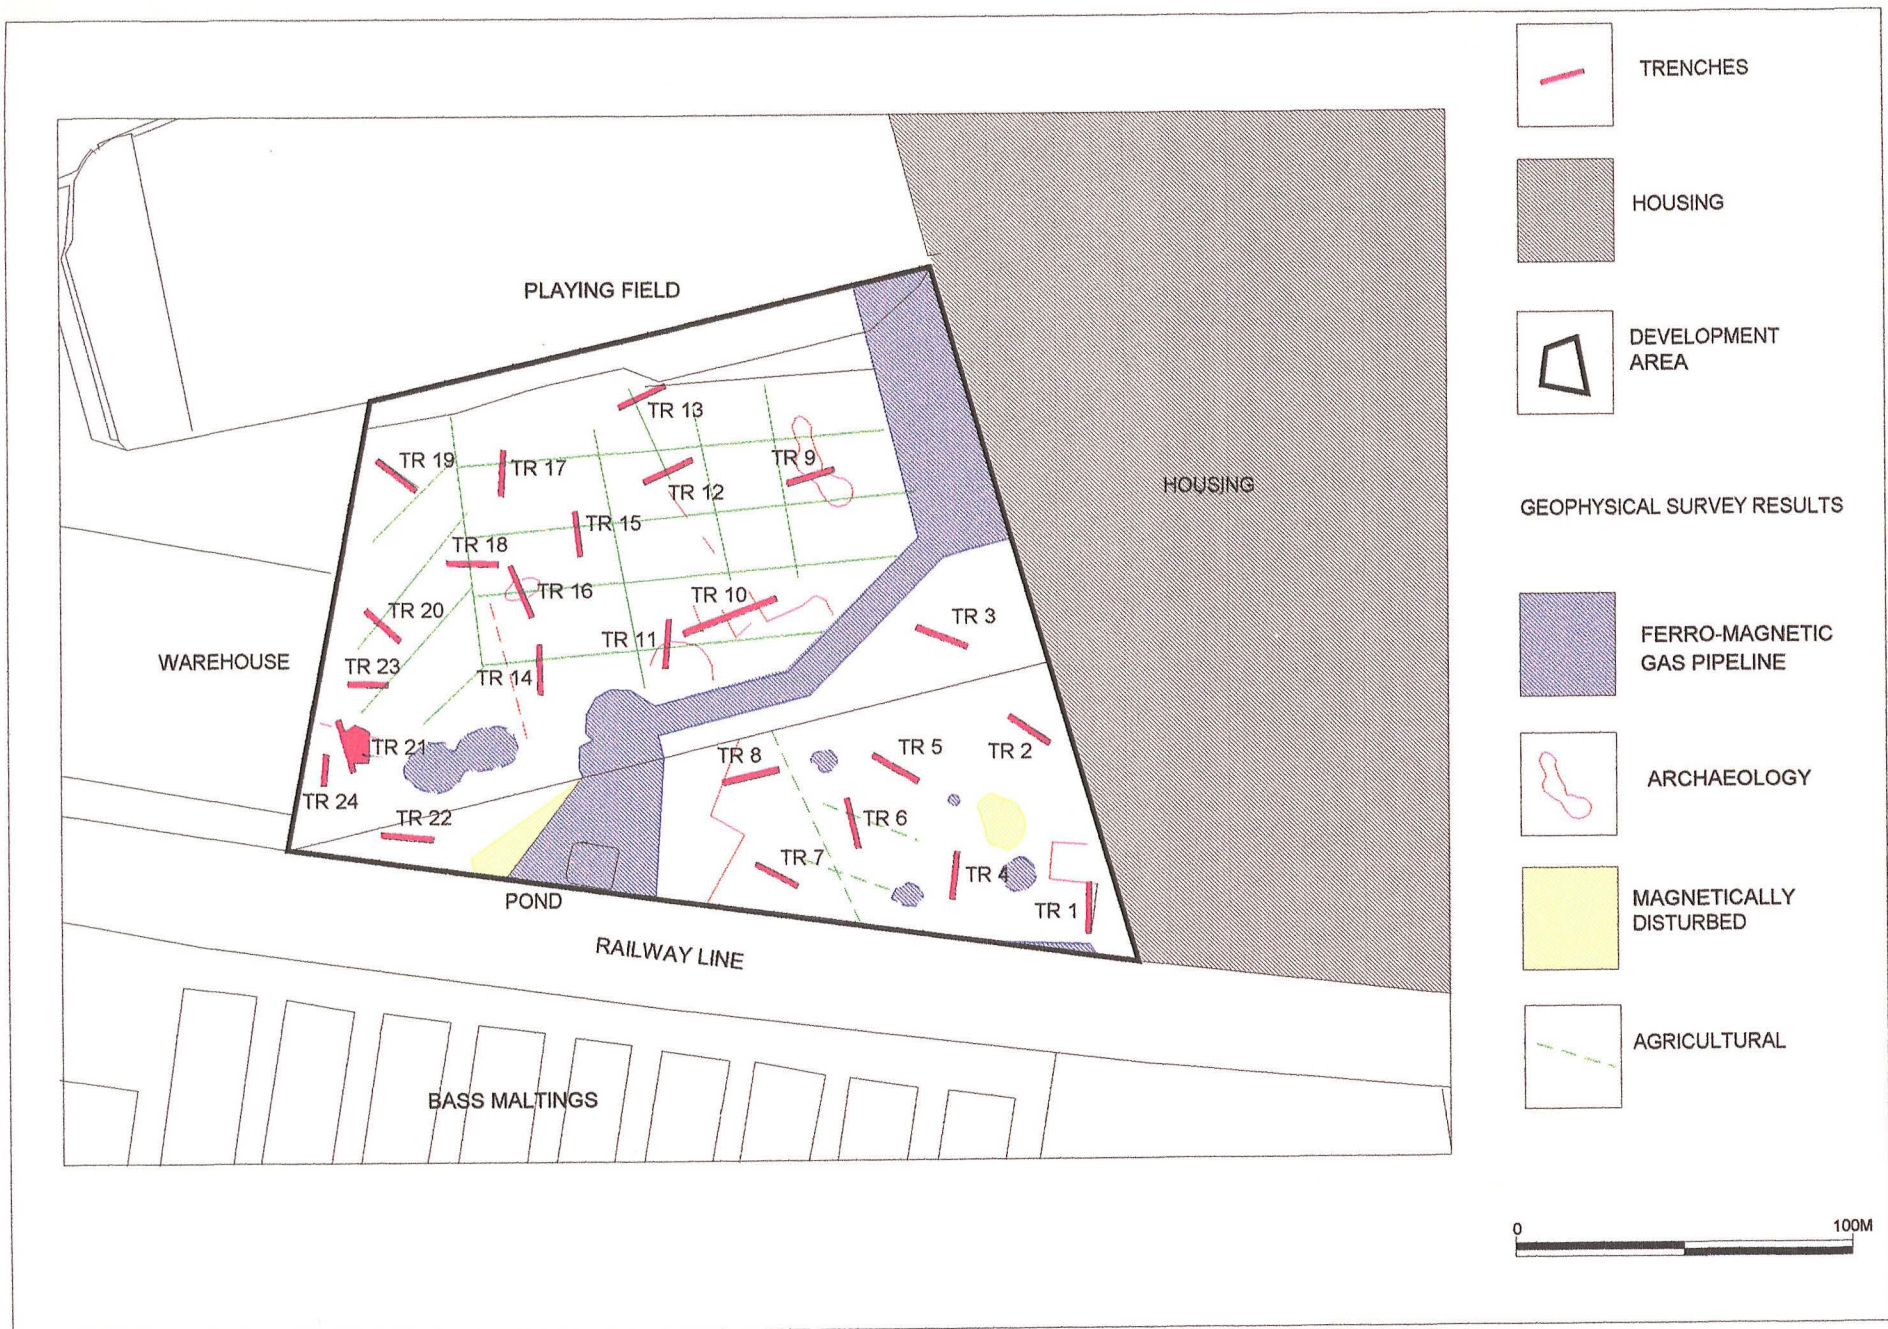 PLAYING FIELD
TR 13
TR 19
TR 17
TR 9
TR 12
HOUSING
TR 15
TR 18
TR 16
TR 10
TR 20
TR 3
TR 11
WAREHOUSE
TR 23
TR 14
TR 21
TR 8
TR 5
TR 2
TR 24
TR 22
TR 6
TR 7
TR 4
TR 1
POND
RAILWAY LINE
BASS MALTINGS
TRENCHES
HOUSING
DEVELOPMENT
AREA
GEOPHYSICAL SURVEY RESULTS
FERRO-MAGNETIC
GAS PIPELINE
ARCHAEOLOGY
MAGNETICALLY
DISTURBED
AGRICULTURAL
0 100M